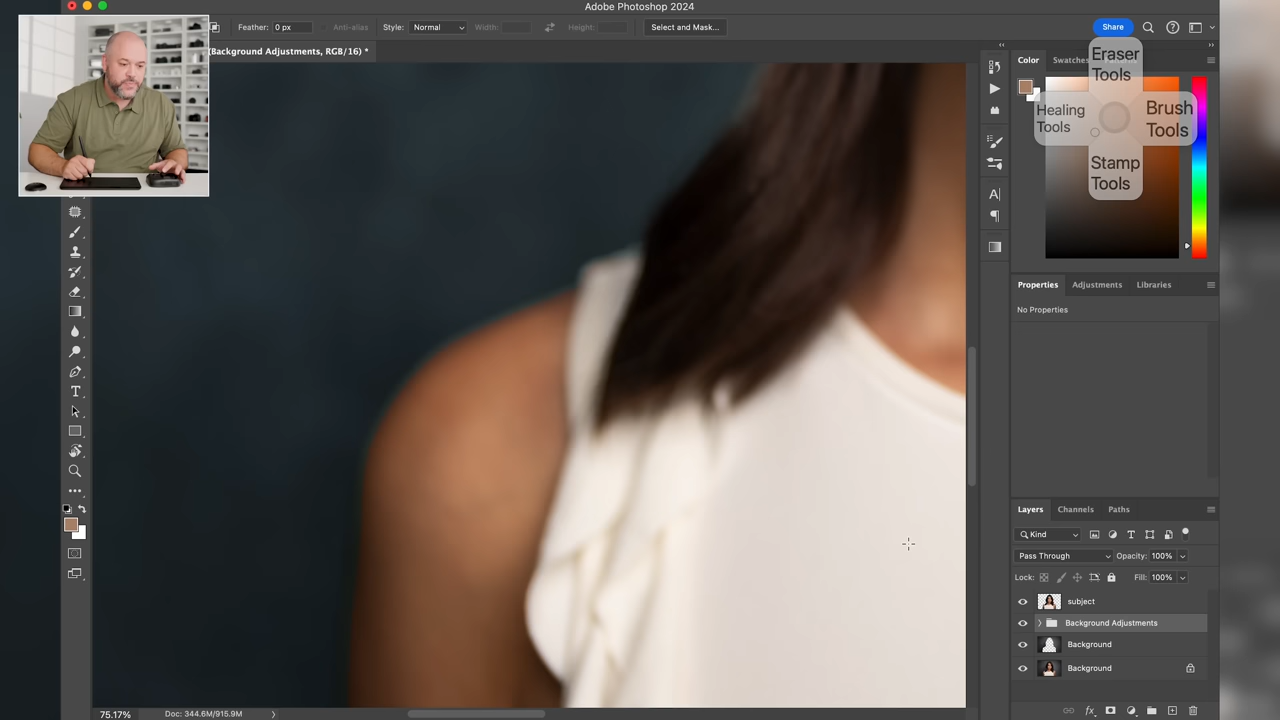 Adobe Photoshop 2024
Feather: 0 px
Anti-alias
Style: Normal
Width:
Height:
Select and Mask...
Share
(Background Adjustments, RGB/16) *
Color
Swatches
Eraser
Tools
Healing
Tools
Brush
Tools
Stamp
Tools
Properties
Adjustments
Libraries
No Properties
Layers
Channels
Paths
Kind
Pass Through
Opacity: 100%
Lock:
Fill: 100%
subject
Background Adjustments
Background
Background
75.17%
Doc: 344.6M/915.9M